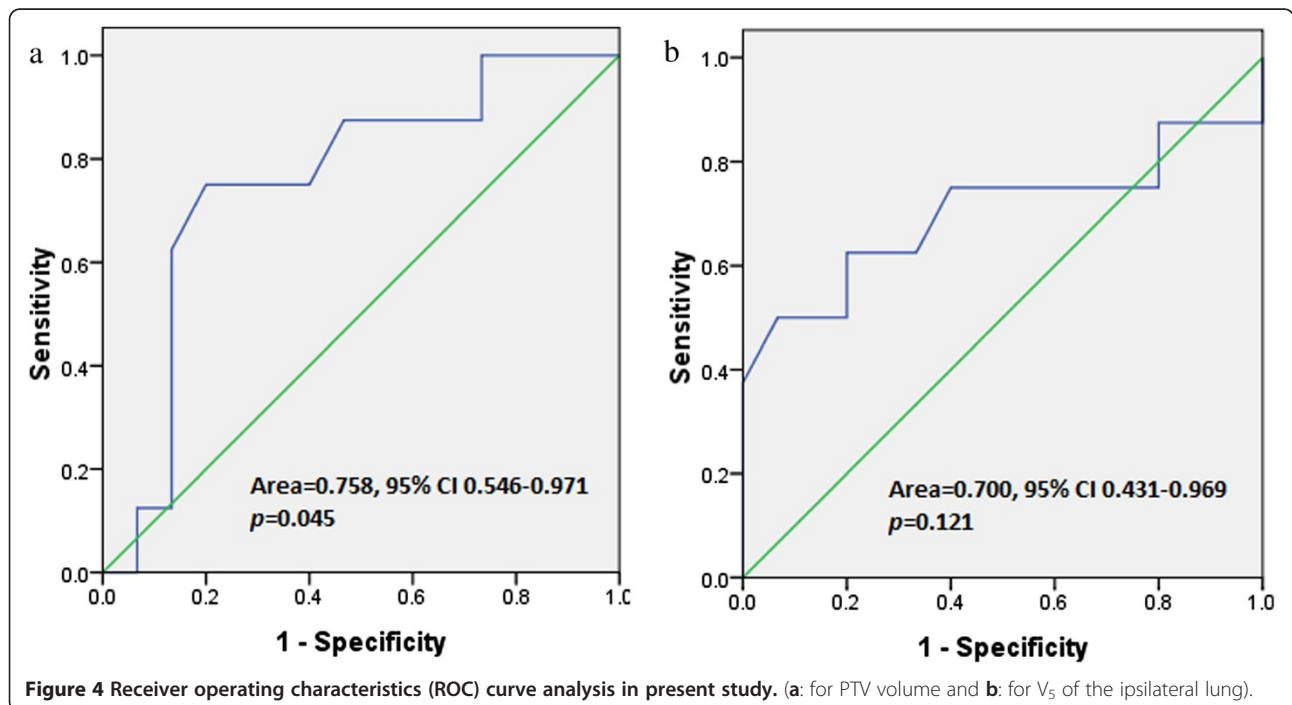 a
1.0
0.8
0.6
0.4
0.2
0.0
0.0 0.2 0.4 0.6 0.8 1.0
Sensitivity
1 - Specificity
Area=0.758, 95% CI 0.546-0.971
p=0.045
b
1.0
0.8
0.6
0.4
0.2
0.0
0.0 0.2 0.4 0.6 0.8 1.0
Sensitivity
1 - Specificity
Area=0.700, 95% CI 0.431-0.969
p=0.121
Figure 4 Receiver operating characteristics (ROC) curve analysis in present study. (a: for PTV volume and b: for V₅ of the ipsilateral lung).